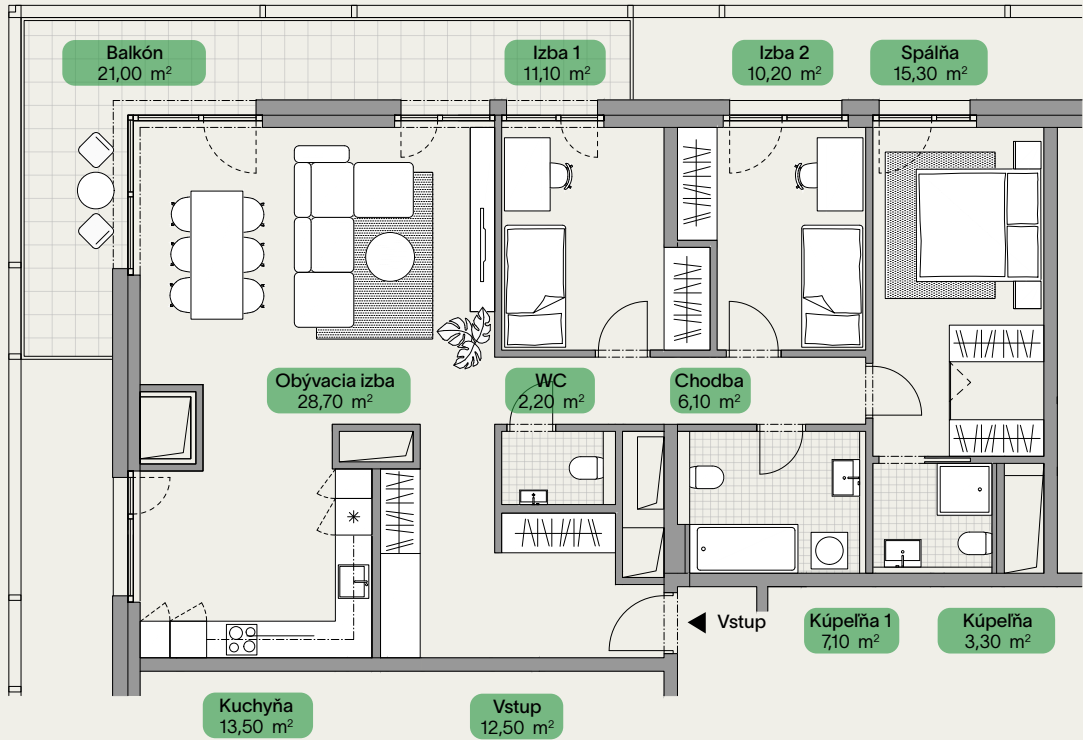 Balkón
21,00 m²
Izba 1
11,10 m²
Izba 2
10,20 m²
Spálňa
15,30 m²
Obývacia izba
28,70 m²
WC
2,20 m²
Chodba
6,10 m²
Vstup
Kúpeľňa 1
7,10 m²
Kúpeľňa
3,30 m²
Kuchyňa
13,50 m²
Vstup
12,50 m²